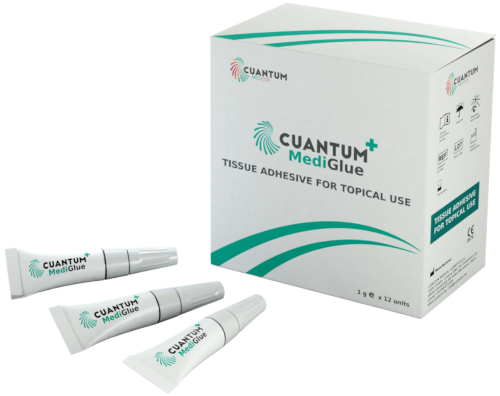 CUANTUM
CUANTUM
MediGlue
TISSUE ADHESIVE FOR TOPICAL USE
1 g e x 12 units
REF
LOT
TISSUE ADHESIVE
FOR TOPICAL USE
CE
CUANTUM
MediGlue
CUANTUM
MediGlue
CUANTUM
MediGlue